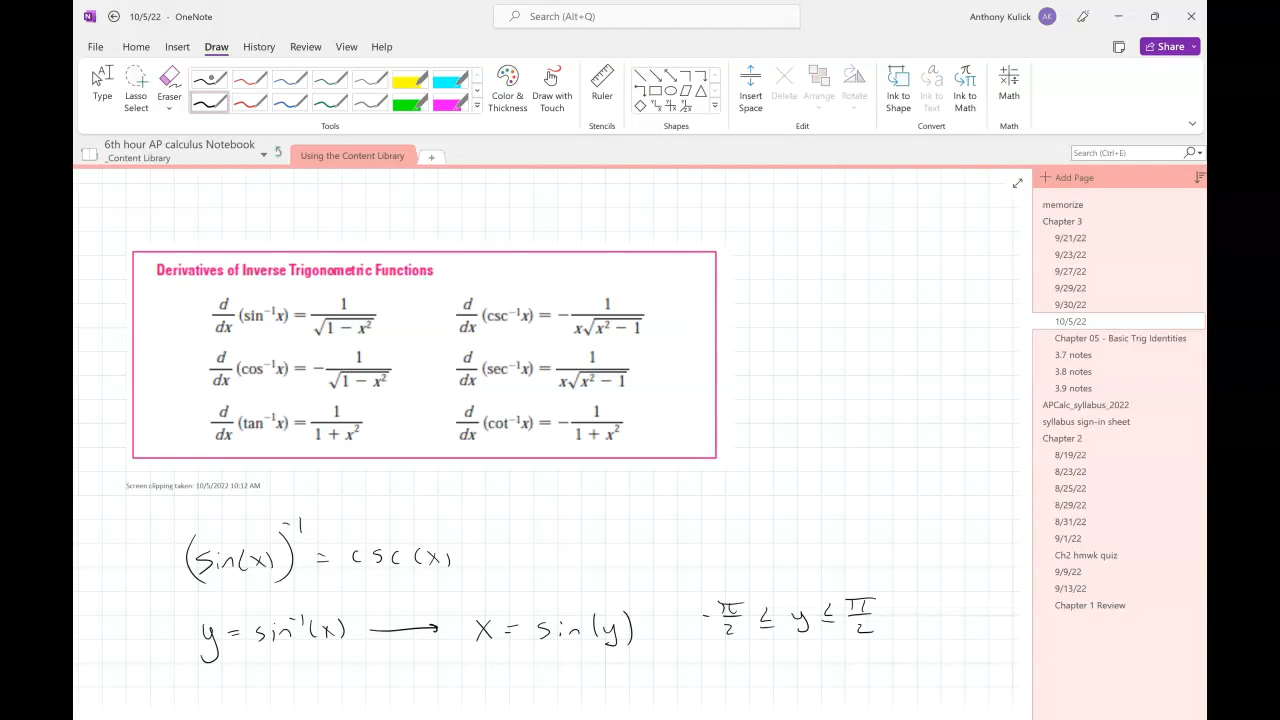 10/5/22 - OneNote
Search (Alt+Q)
Anthony Kulick
AK
File Home Insert Draw History Review View Help
Share
Type
Lasso Select
Eraser
Color & Thickness
Draw with Touch
Ruler
Insert Space
Delete
Arrange
Rotate
Ink to Shape
Ink to Text
Ink to Math
Math
Tools
Stencils
Shapes
Edit
Convert
Math
6th hour AP calculus Notebook
_Content Library
Using the Content Library
Search (Ctrl+E)
Add Page
memorize
Chapter 3
9/21/22
9/23/22
9/27/22
9/29/22
9/30/22
10/5/22
Chapter 05 - Basic Trig Identities
3.7 notes
3.8 notes
3.9 notes
APCalc_syllabus_2022
syllabus sign-in sheet
Chapter 2
8/19/22
8/23/22
8/25/22
8/29/22
8/31/22
9/1/22
Ch2 hmwk quiz
9/9/22
9/13/22
Chapter 1 Review
Derivatives of Inverse Trigonometric Functions
d/dx (sin⁻¹x) = 1/√(1 − x²)
d/dx (csc⁻¹x) = −1/(x√(x² − 1))
d/dx (cos⁻¹x) = −1/√(1 − x²)
d/dx (sec⁻¹x) = 1/(x√(x² − 1))
d/dx (tan⁻¹x) = 1/(1 + x²)
d/dx (cot⁻¹x) = −1/(1 + x²)
Screen clipping taken: 10/5/2022 10:12 AM
(sin(x))⁻¹ = csc(x)
y = sin⁻¹(x) → x = sin(y) -π/2 ≤ y ≤ π/2